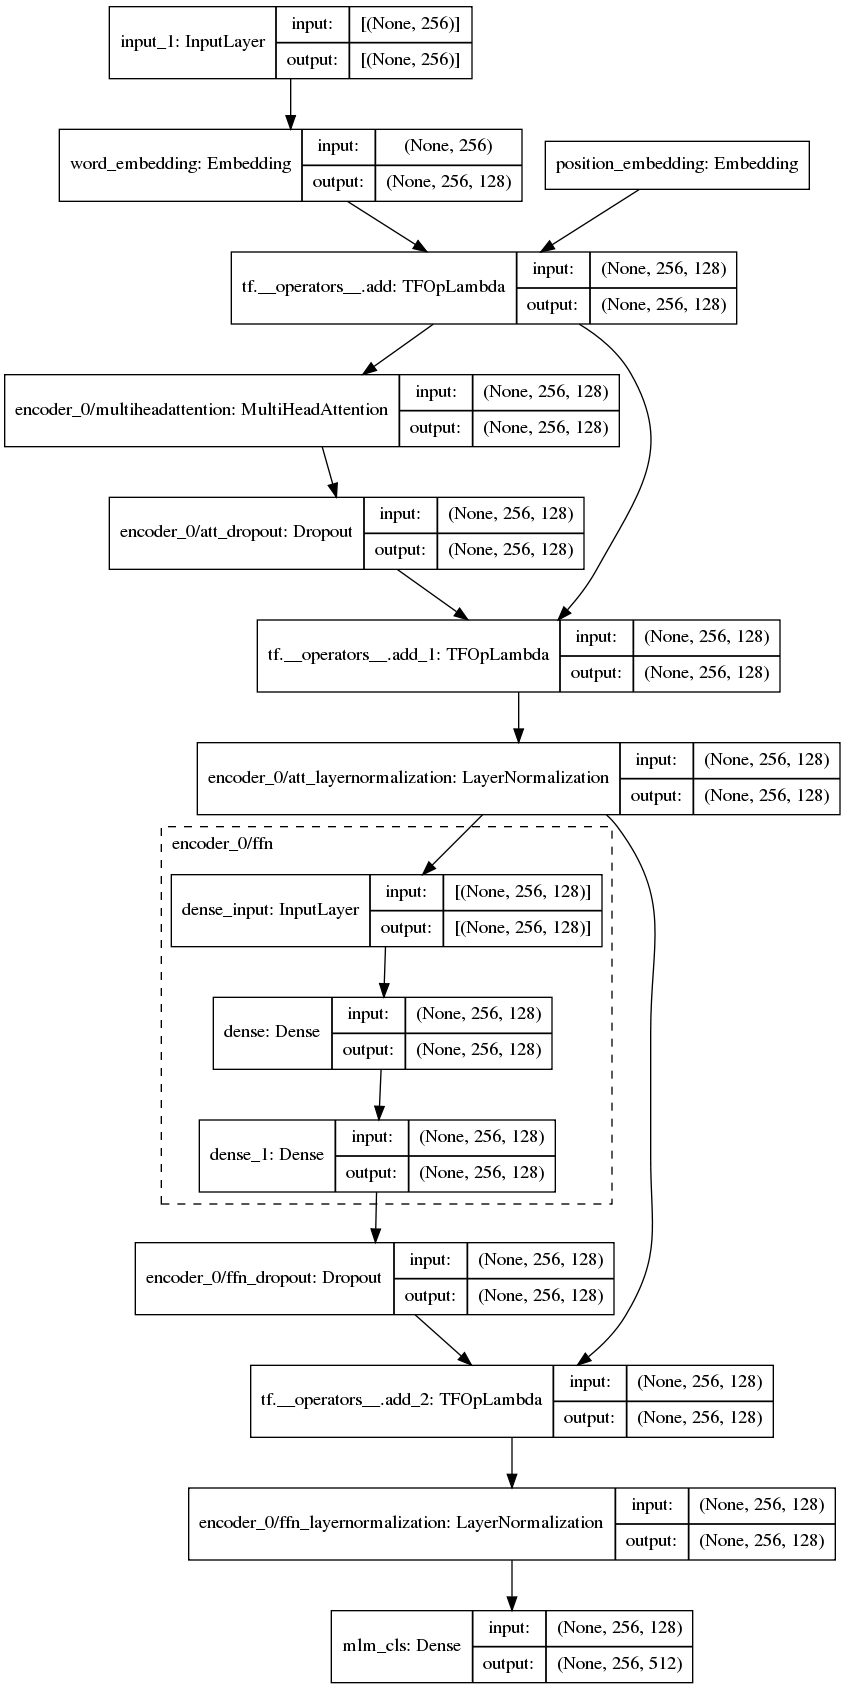 input_1: InputLayer
input: [(None, 256)]
output: [(None, 256)]
word_embedding: Embedding
input: (None, 256)
output: (None, 256, 128)
position_embedding: Embedding
tf.__operators__.add: TFOpLambda
input: (None, 256, 128)
output: (None, 256, 128)
encoder_0/multiheadattention: MultiHeadAttention
input: (None, 256, 128)
output: (None, 256, 128)
encoder_0/att_dropout: Dropout
input: (None, 256, 128)
output: (None, 256, 128)
tf.__operators__.add_1: TFOpLambda
input: (None, 256, 128)
output: (None, 256, 128)
encoder_0/att_layernormalization: LayerNormalization
input: (None, 256, 128)
output: (None, 256, 128)
encoder_0/ffn
dense_input: InputLayer
input: [(None, 256, 128)]
output: [(None, 256, 128)]
dense: Dense
input: (None, 256, 128)
output: (None, 256, 128)
dense_1: Dense
input: (None, 256, 128)
output: (None, 256, 128)
encoder_0/ffn_dropout: Dropout
input: (None, 256, 128)
output: (None, 256, 128)
tf.__operators__.add_2: TFOpLambda
input: (None, 256, 128)
output: (None, 256, 128)
encoder_0/ffn_layernormalization: LayerNormalization
input: (None, 256, 128)
output: (None, 256, 128)
mlm_cls: Dense
input: (None, 256, 128)
output: (None, 256, 512)